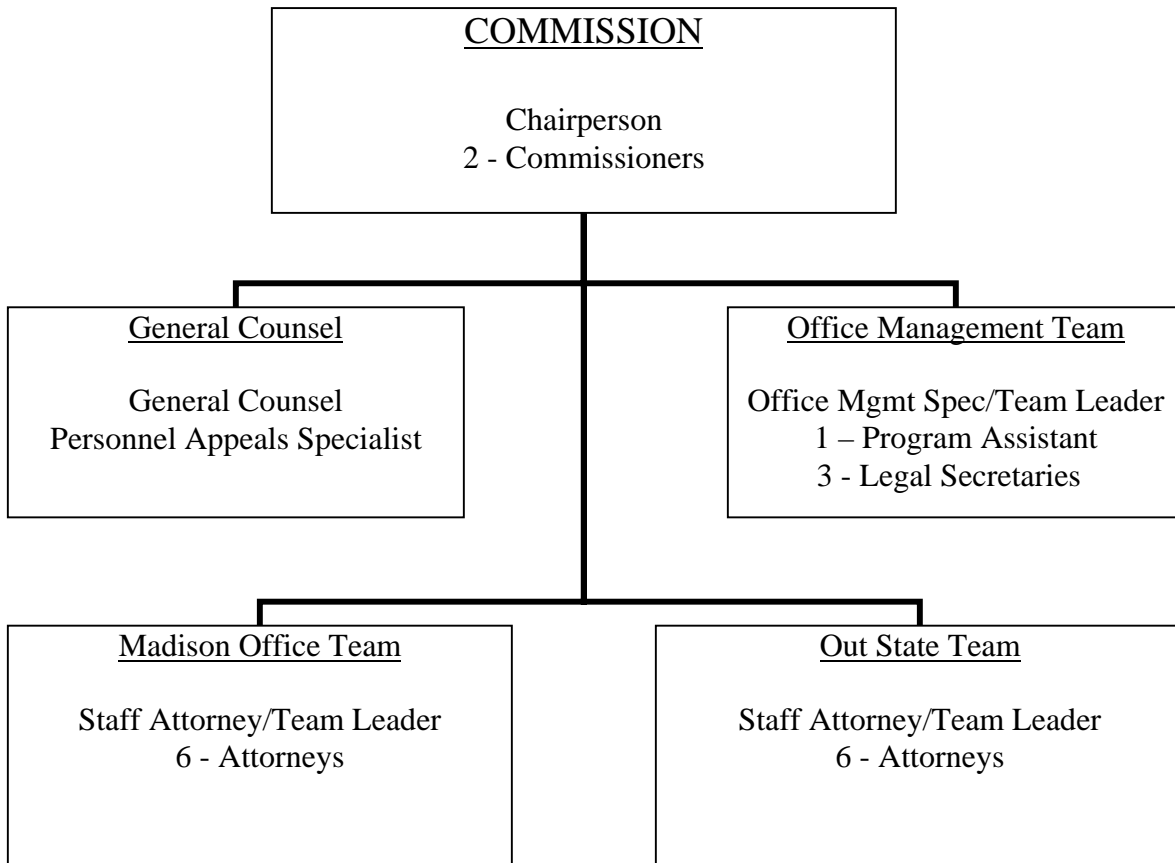 COMMISSION
Chairperson
2 - Commissioners
General Counsel
General Counsel
Personnel Appeals Specialist
Office Management Team
Office Mgmt Spec/Team Leader
1 – Program Assistant
3 - Legal Secretaries
Madison Office Team
Staff Attorney/Team Leader
6 - Attorneys
Out State Team
Staff Attorney/Team Leader
6 - Attorneys